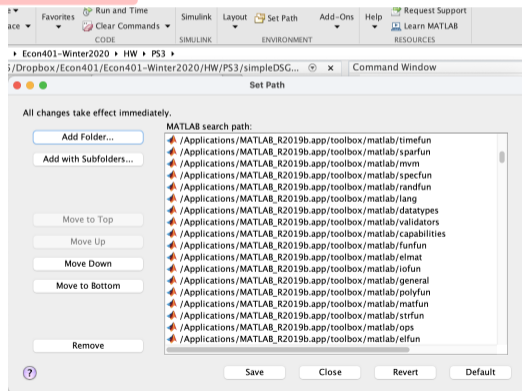 Favorites
Run and Time
Clear Commands
Simulink
Layout
Set Path
Add-Ons
Help
Request Support
Learn MATLAB
CODE
SIMULINK
ENVIRONMENT
RESOURCES
Econ401-Winter2020 ▸ HW ▸ PS3 ▸
/Dropbox/Econ401/Econ401-Winter2020/HW/PS3/simpleDSG...
Command Window
Set Path
All changes take effect immediately.
MATLAB search path:
Add Folder...
Add with Subfolders...
Move to Top
Move Up
Move Down
Move to Bottom
Remove
/Applications/MATLAB_R2019b.app/toolbox/matlab/timefun
/Applications/MATLAB_R2019b.app/toolbox/matlab/sparfun
/Applications/MATLAB_R2019b.app/toolbox/matlab/mvm
/Applications/MATLAB_R2019b.app/toolbox/matlab/specfun
/Applications/MATLAB_R2019b.app/toolbox/matlab/randfun
/Applications/MATLAB_R2019b.app/toolbox/matlab/lang
/Applications/MATLAB_R2019b.app/toolbox/matlab/datatypes
/Applications/MATLAB_R2019b.app/toolbox/matlab/validators
/Applications/MATLAB_R2019b.app/toolbox/matlab/capabilities
/Applications/MATLAB_R2019b.app/toolbox/matlab/funfun
/Applications/MATLAB_R2019b.app/toolbox/matlab/elmat
/Applications/MATLAB_R2019b.app/toolbox/matlab/iofun
/Applications/MATLAB_R2019b.app/toolbox/matlab/general
/Applications/MATLAB_R2019b.app/toolbox/matlab/polyfun
/Applications/MATLAB_R2019b.app/toolbox/matlab/matfun
/Applications/MATLAB_R2019b.app/toolbox/matlab/strfun
/Applications/MATLAB_R2019b.app/toolbox/matlab/ops
/Applications/MATLAB_R2019b.app/toolbox/matlab/elfun
?
Save
Close
Revert
Default